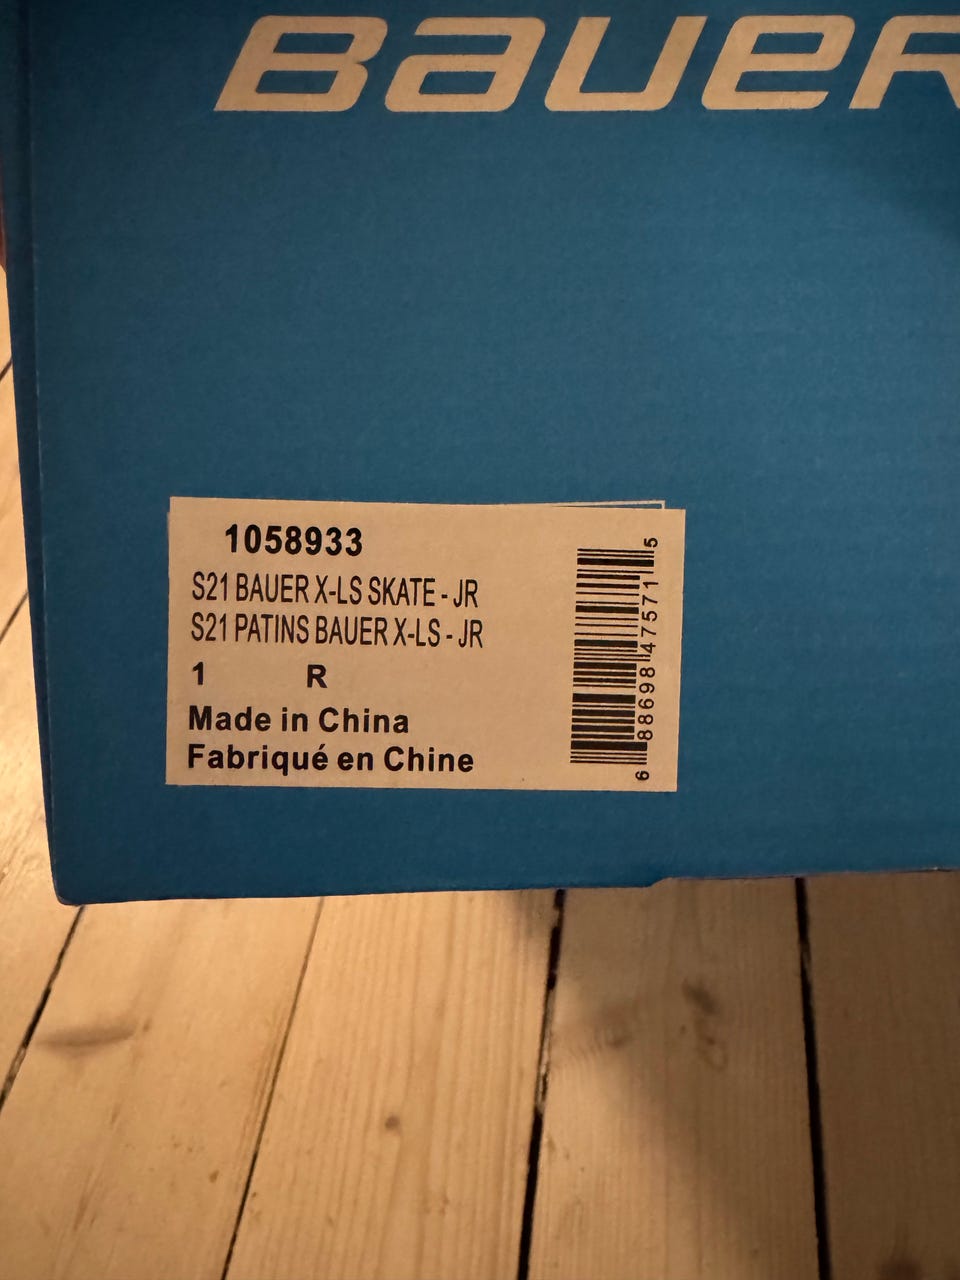 BAUER
1058933
S21 BAUER X-LS SKATE - JR
S21 PATINS BAUER X-LS - JR
1 R
Made in China
Fabriqué en Chine
6 88698 47571 5